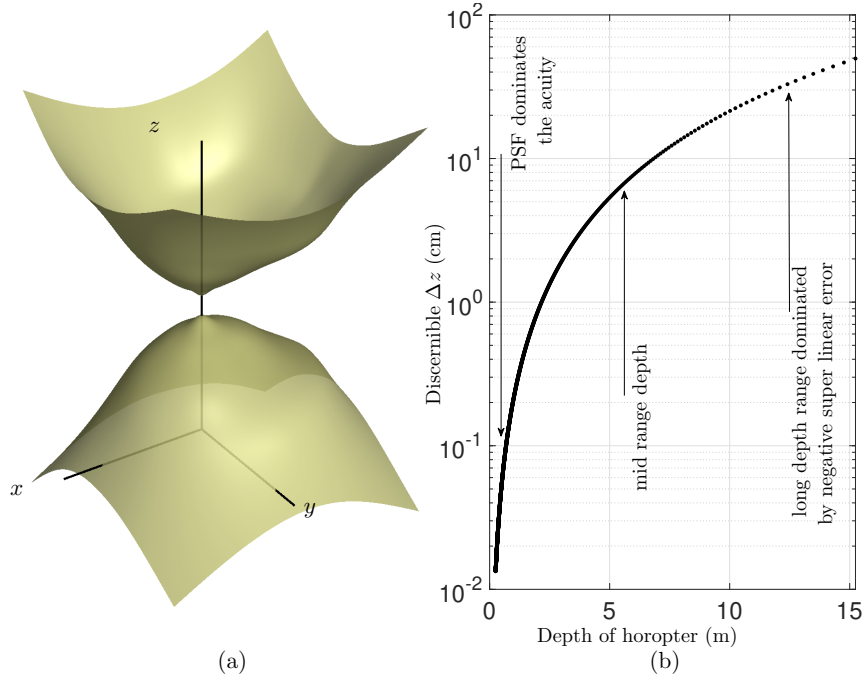 z
x
y
(a)
10^2
10^1
10^0
10^-1
10^-2
0
5
10
15
Discernible Δz (cm)
Depth of horopter (m)
PSF dominates
the acuity
mid range depth
long depth range dominated
by negative super linear error
(b)